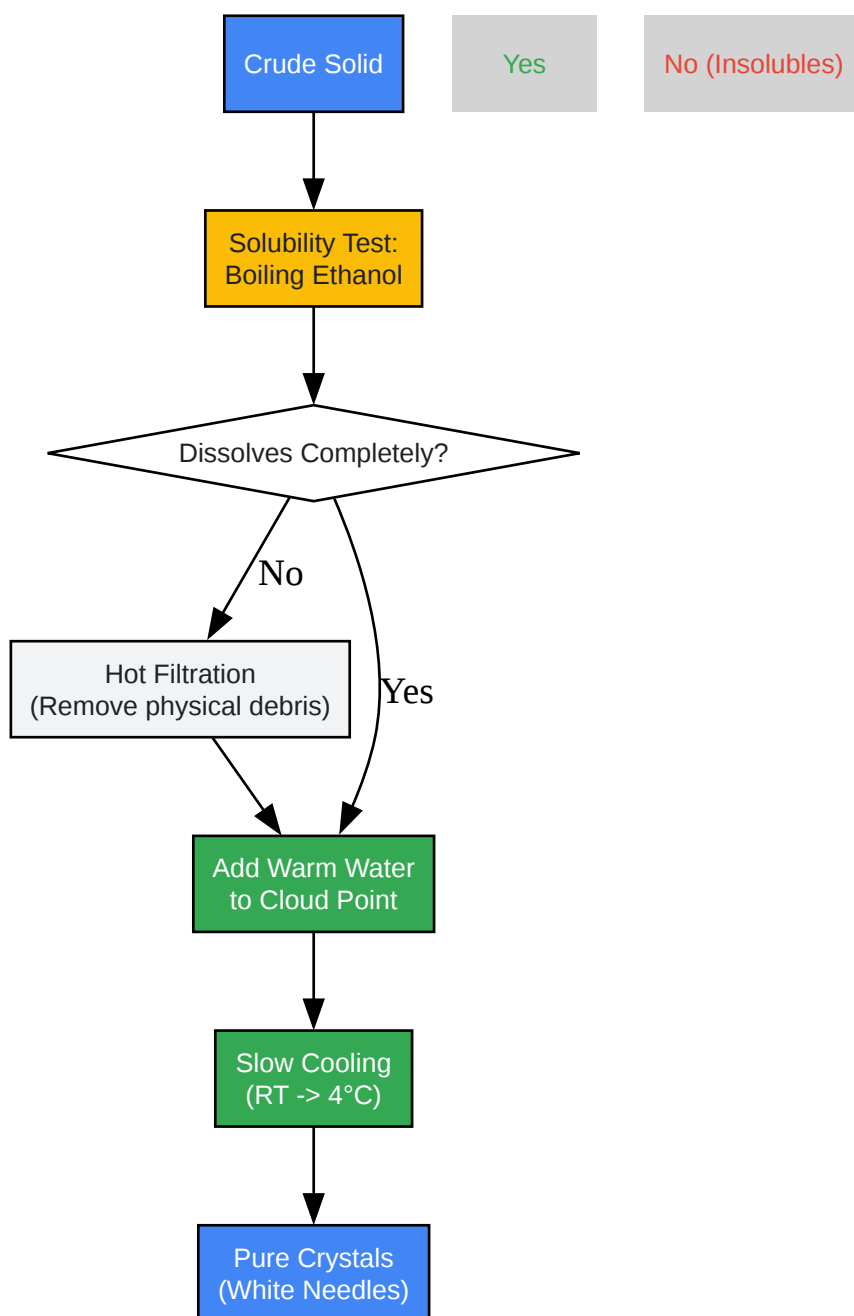 Crude Solid
Yes
No (Insolubles)
Solubility Test:
Boiling Ethanol
Dissolves Completely?
No
Hot Filtration
(Remove physical debris)
Yes
Add Warm Water
to Cloud Point
Slow Cooling
(RT -> 4°C)
Pure Crystals
(White Needles)